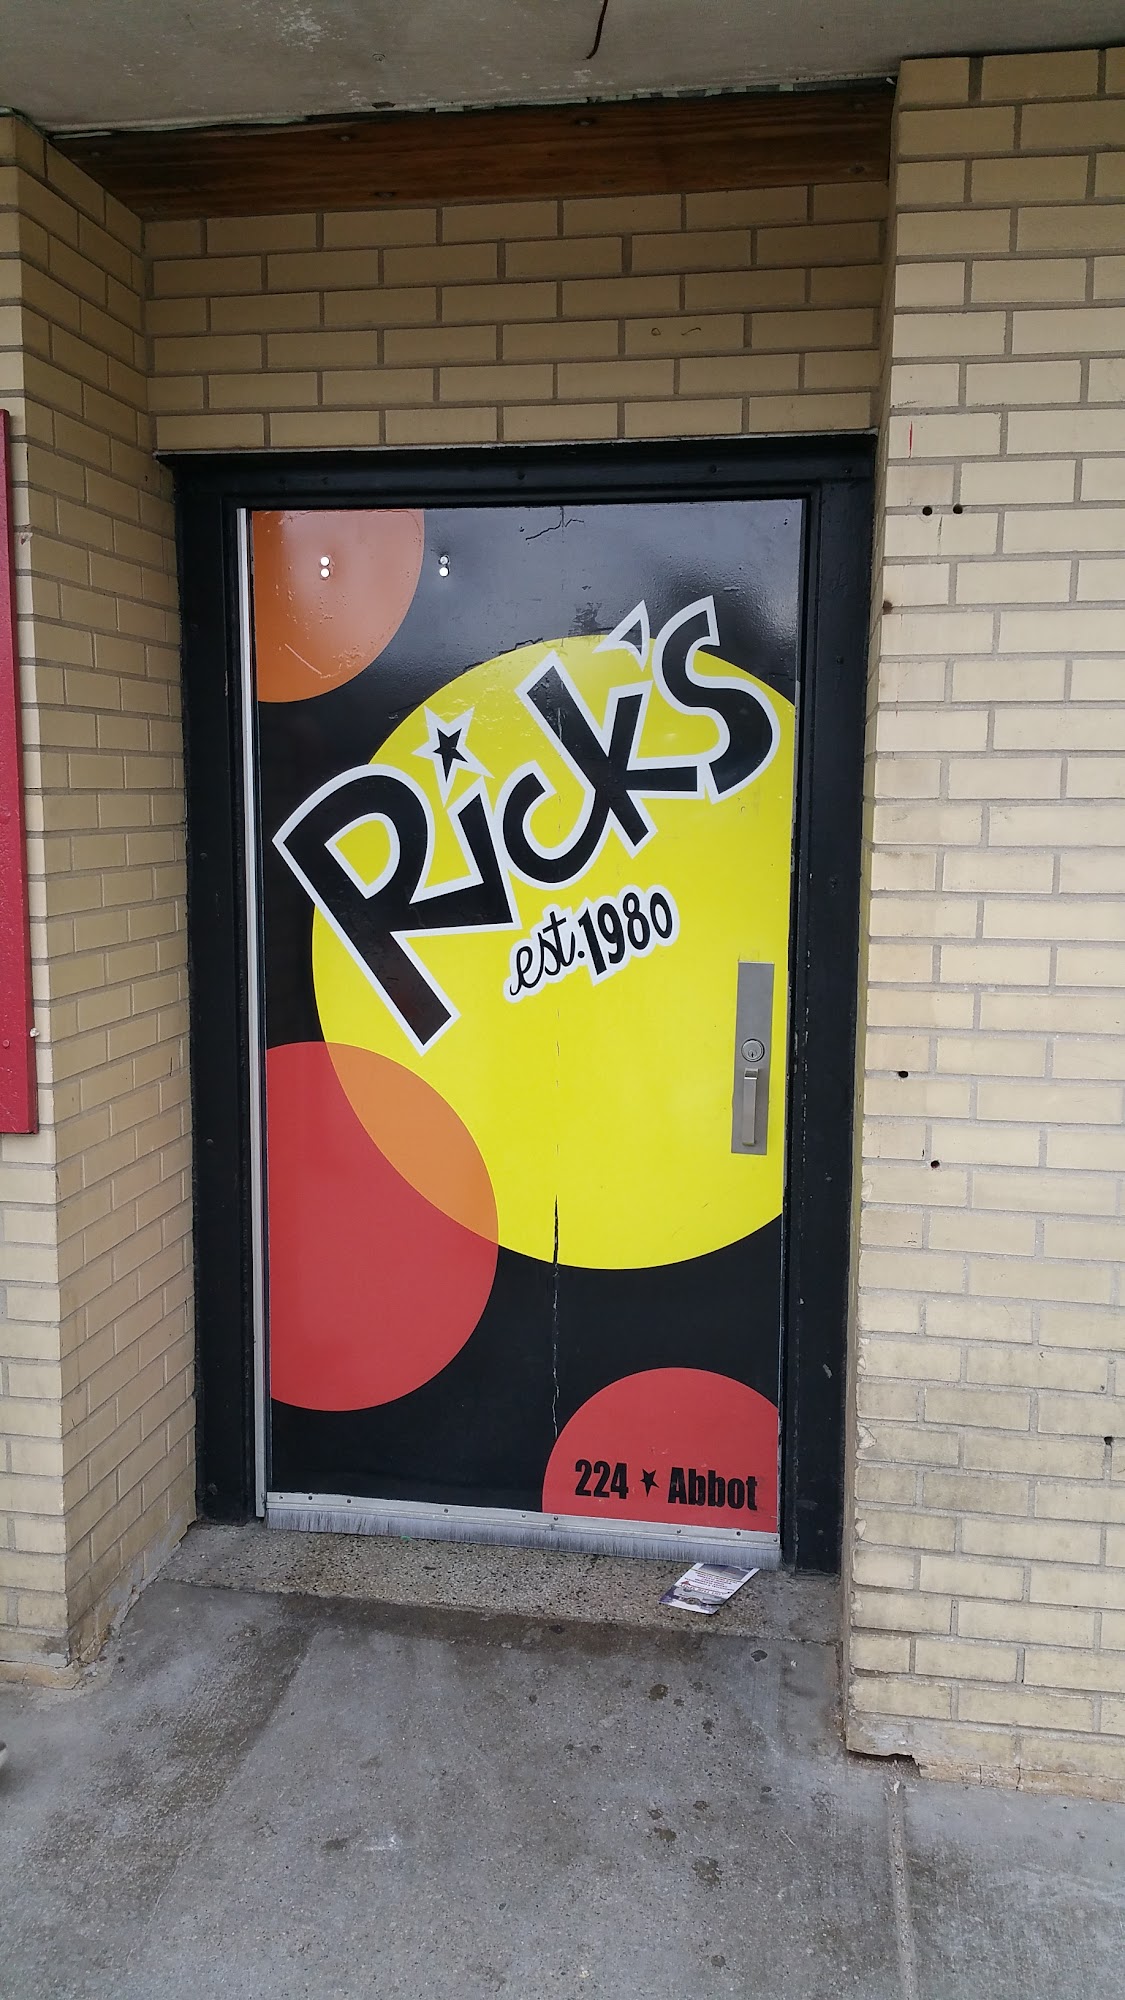 Rick's
est. 1980
224 ★ Abbot